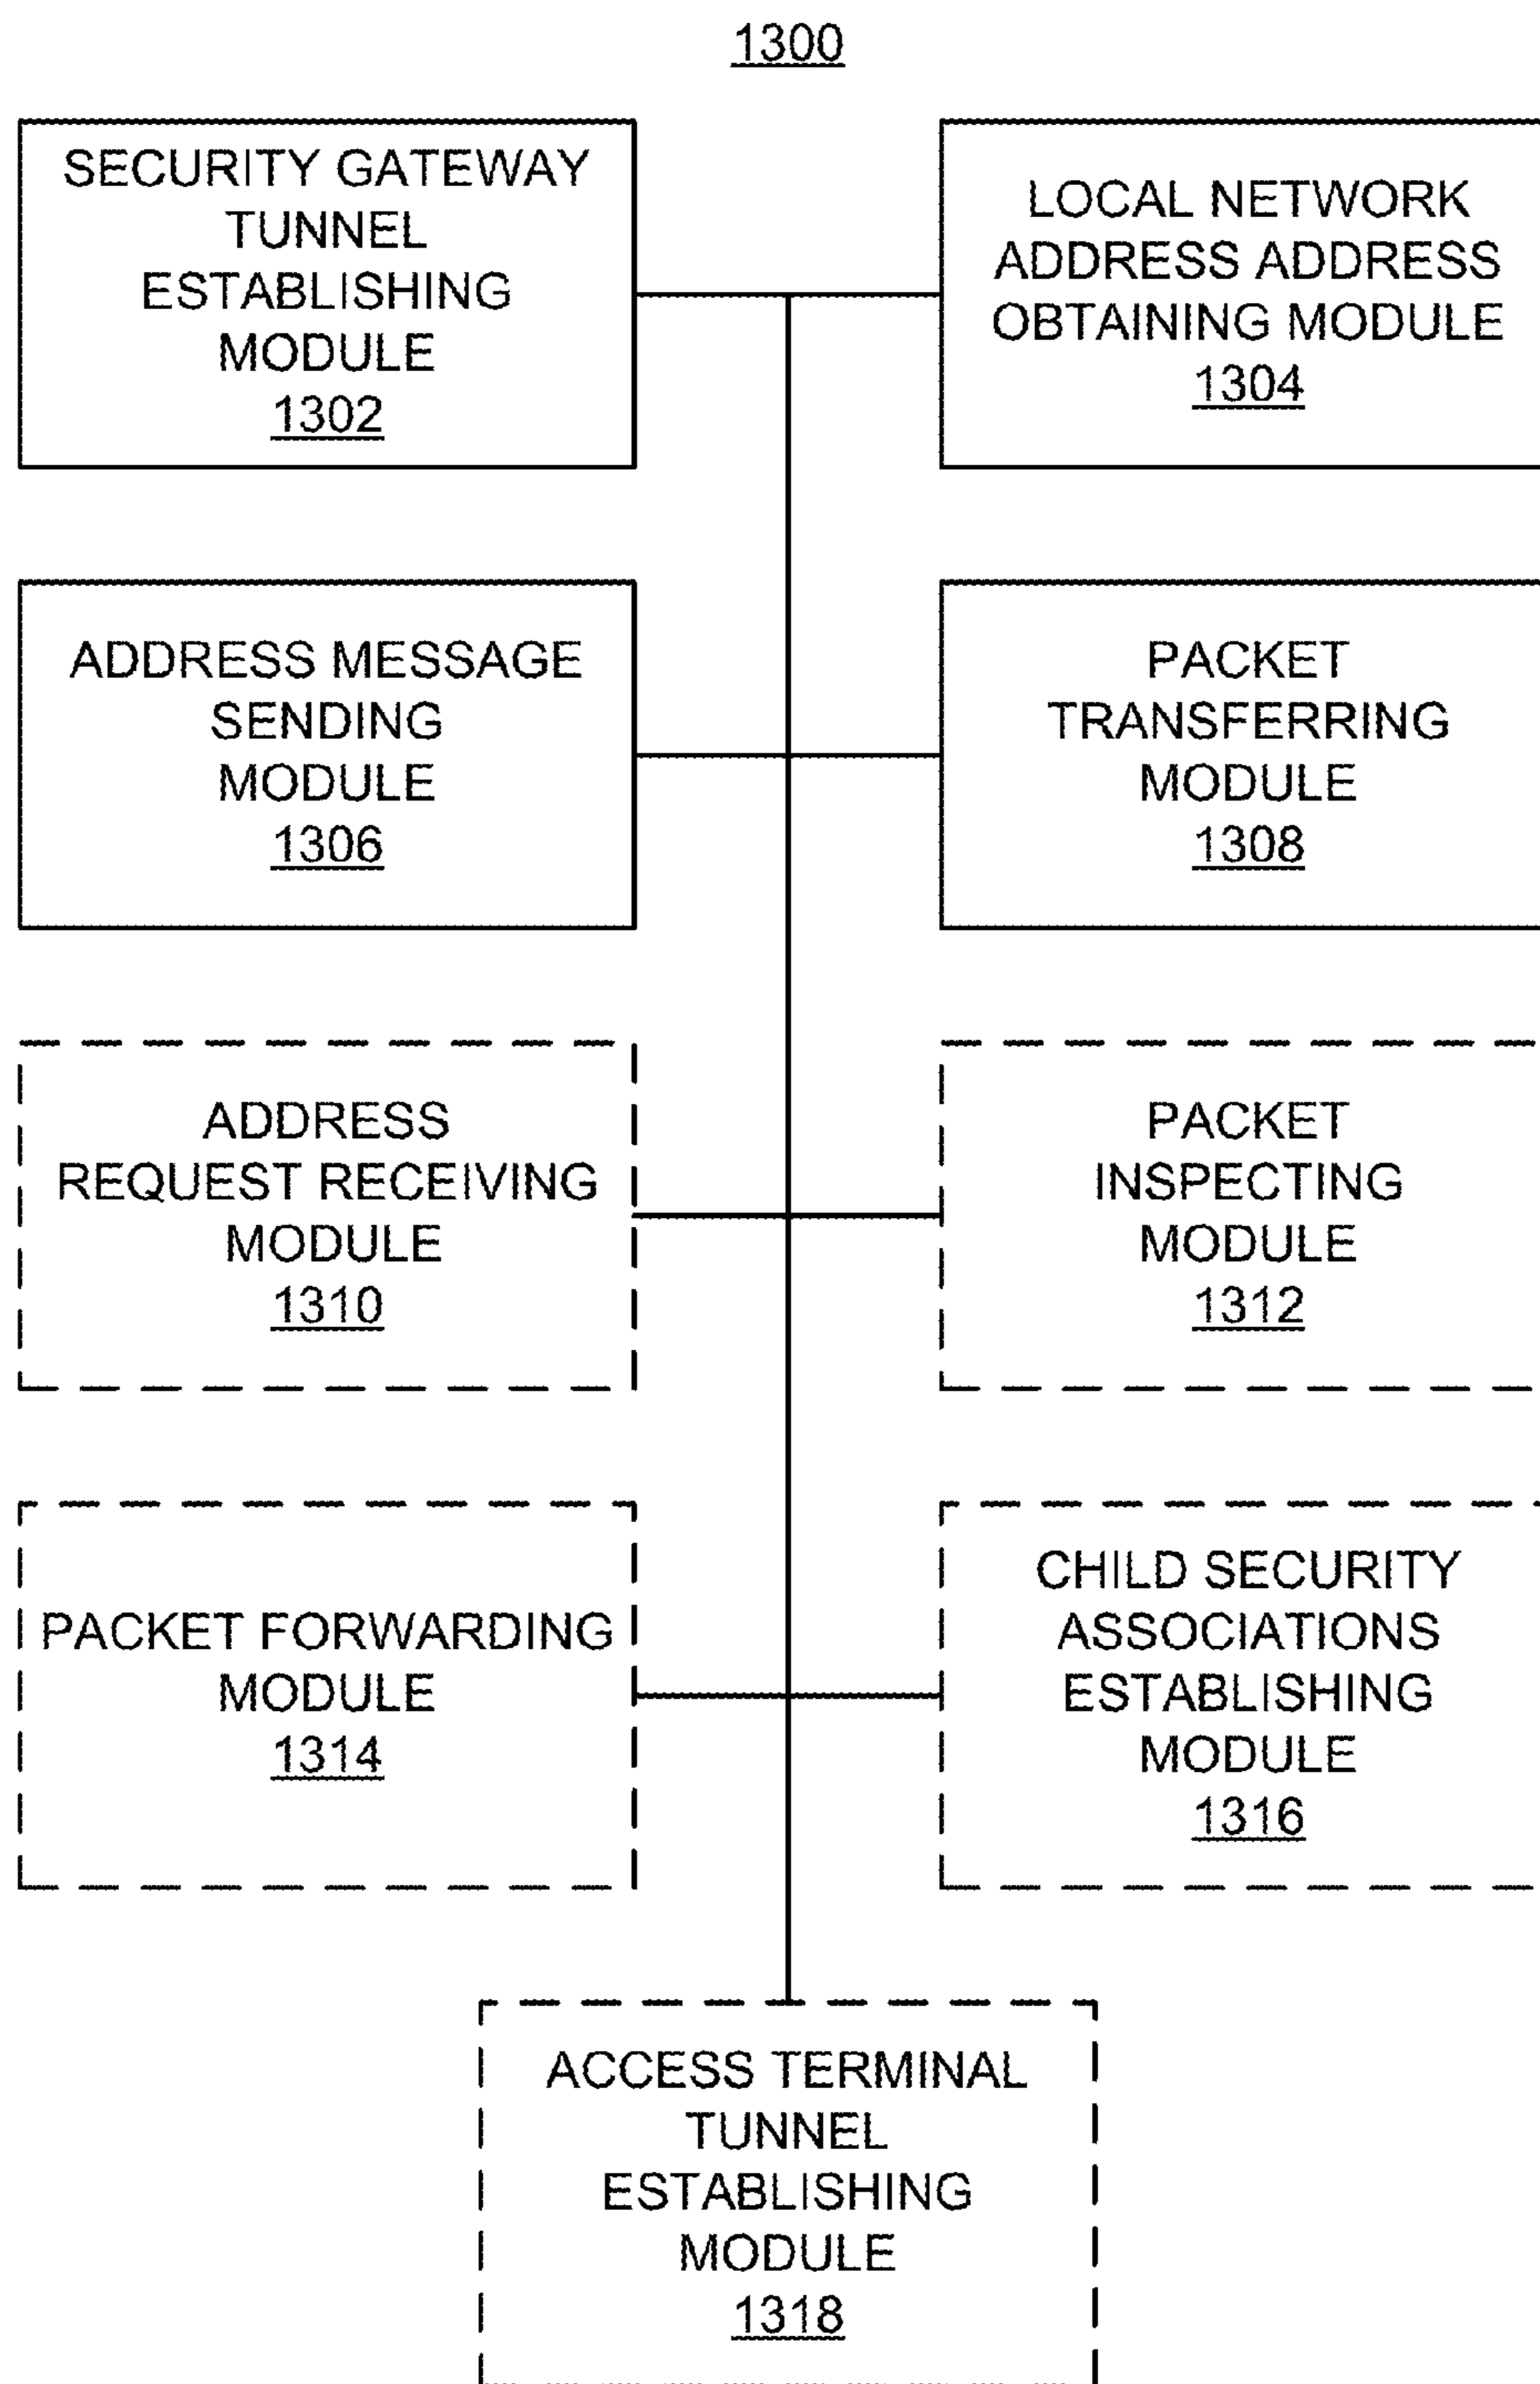 1300
SECURITY GATEWAY
TUNNEL
ESTABLISHING
MODULE
1302
LOCAL NETWORK
ADDRESS ADDRESS
OBTAINING MODULE
1304
ADDRESS MESSAGE
SENDING
MODULE
1306
PACKET
TRANSFERRING
MODULE
1308
ADDRESS
REQUEST RECEIVING
MODULE
1310
PACKET
INSPECTING
MODULE
1312
PACKET FORWARDING
MODULE
1314
CHILD SECURITY
ASSOCIATIONS
ESTABLISHING
MODULE
1316
ACCESS TERMINAL
TUNNEL
ESTABLISHING
MODULE
1318